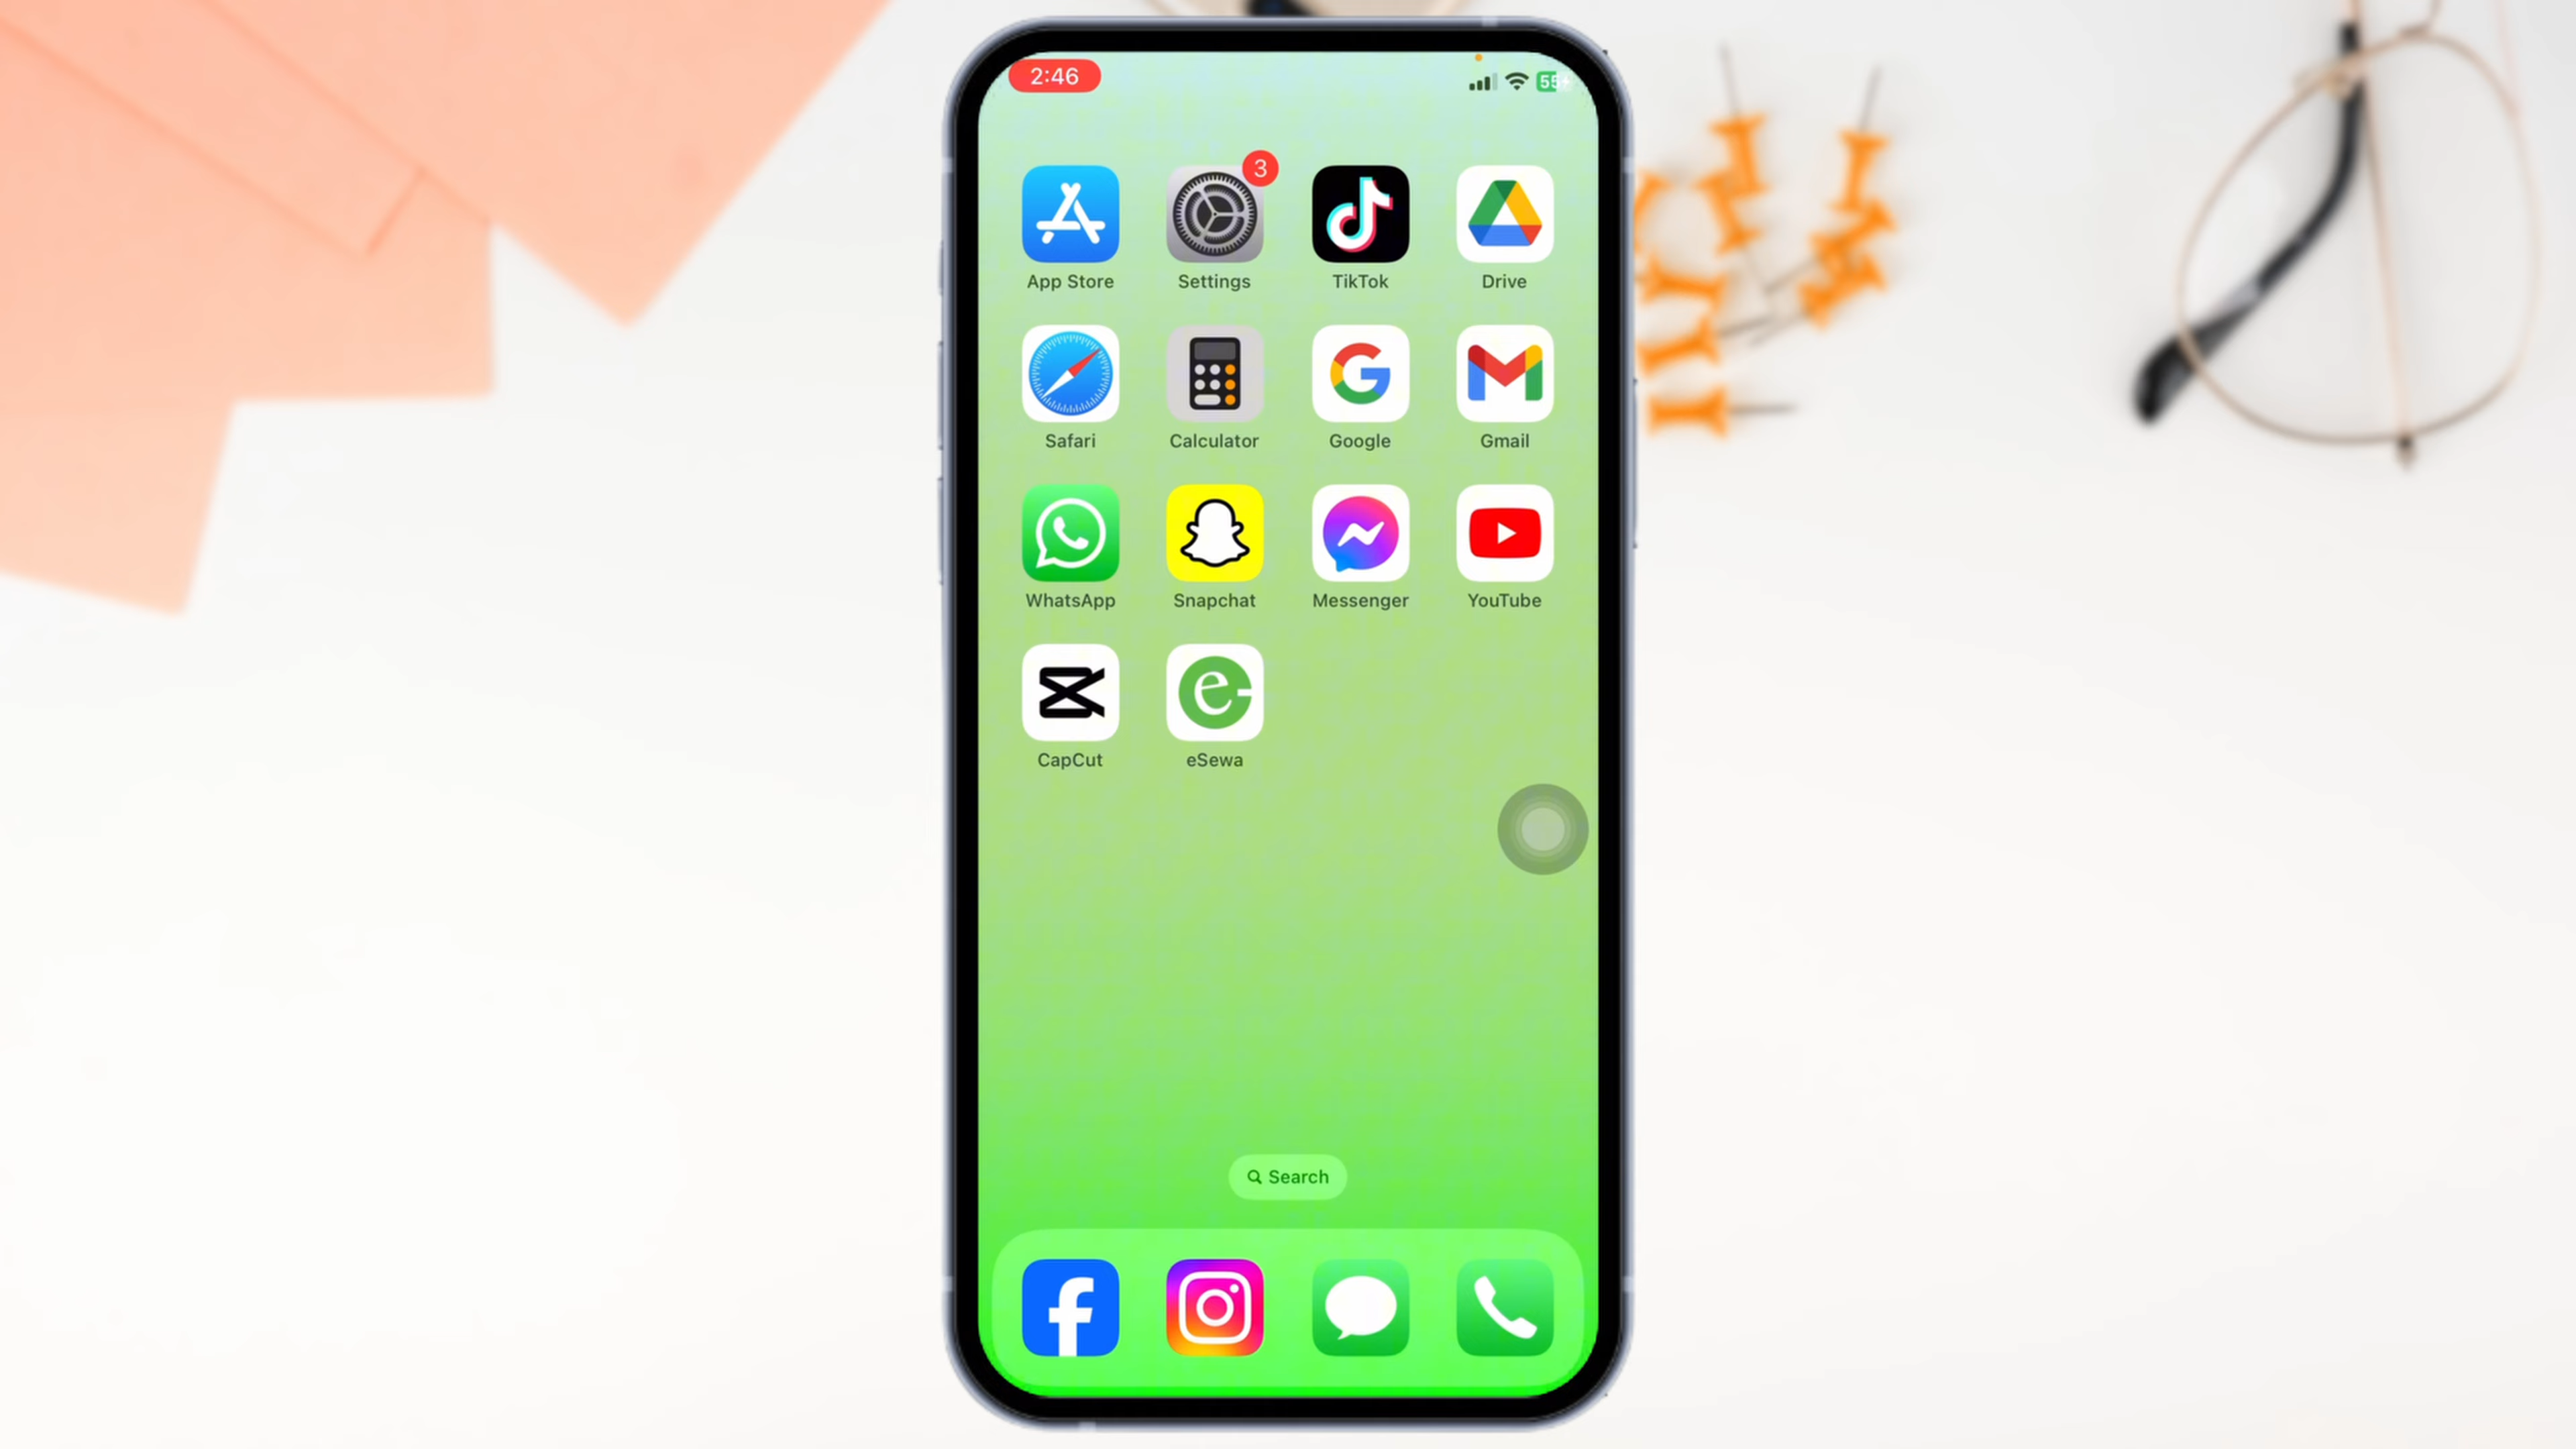 2:46
55
3
App Store Settings TikTok Drive
Safari Calculator Google Gmail
WhatsApp Snapchat Messenger YouTube
CapCut eSewa
Search